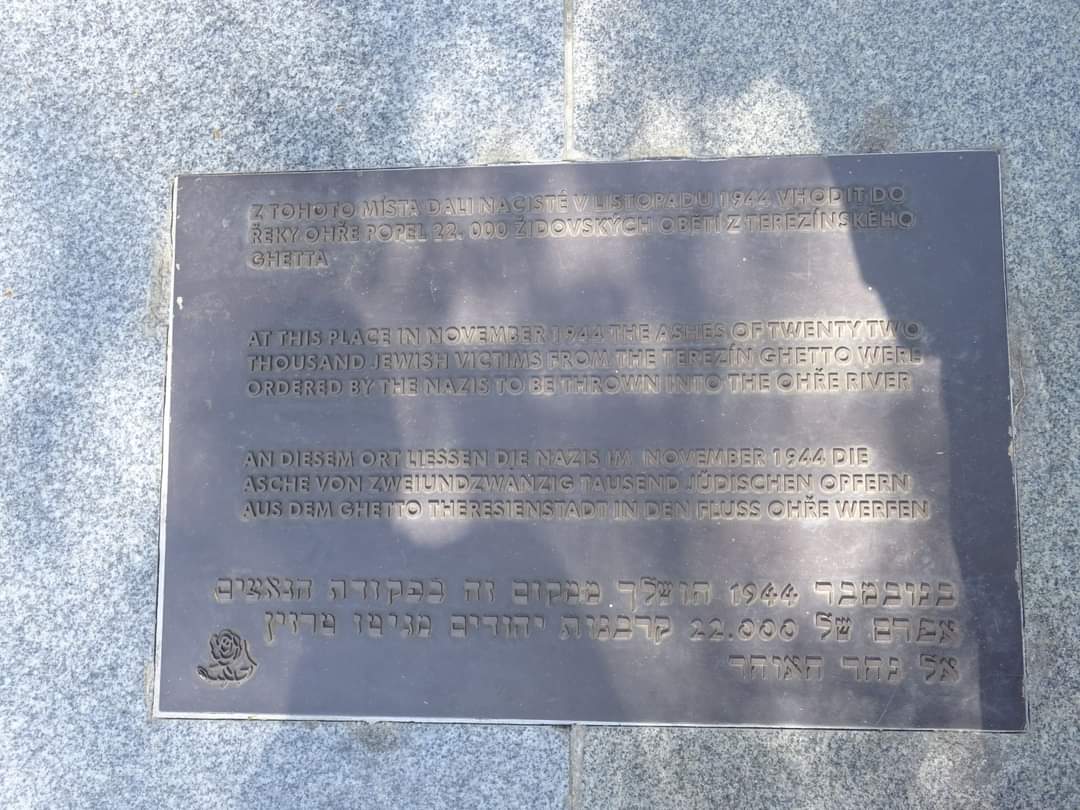 Z TOHOTO MÍSTA DALI NACISTÉ V LISTOPADU 1944 VHODIT DO
ŘEKY OHŘE POPEL 22. 000 ŽIDOVSKÝCH OBĚTÍ Z TEREZÍNSKÉHO
GHETTA
AT THIS PLACE IN NOVEMBER 1944 THE ASHES OF TWENTY TWO
THOUSAND JEWISH VICTIMS FROM THE TEREZÍN GHETTO WERE
ORDERED BY THE NAZIS TO BE THROWN INTO THE OHŘE RIVER
AN DIESEM ORT LIESSEN DIE NAZIS IM NOVEMBER 1944 DIE
ASCHE VON ZWEIUNDZWANZIG TAUSEND JÜDISCHEN OPFERN
AUS DEM GHETTO THERESIENSTADT IN DEN FLUSS OHŘE WERFEN
בנובמבר 1944 הושלך ממקום זה בפקודת הנאצים
אפרם של 22.000 קרבנות יהודים מגיטו טרזין
אל נהר האוהר